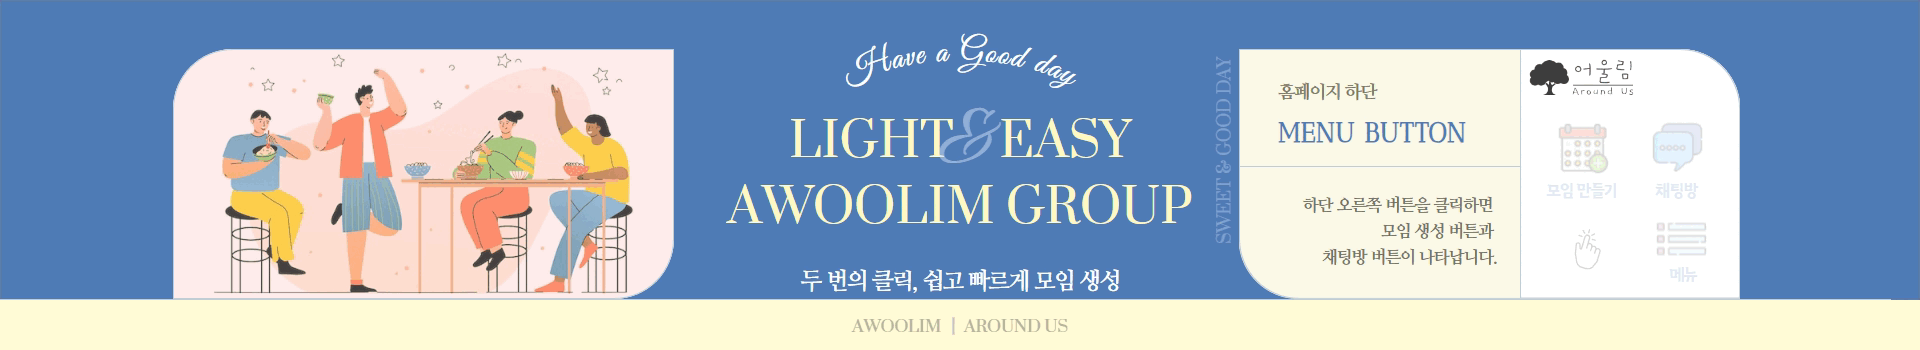 Have a Good day
LIGHT & EASY
AWOOLIM GROUP
두 번의 클릭, 쉽고 빠르게 모임 생성
SWEET & GOOD DAY
홈페이지 하단
MENU BUTTON
하단 오른쪽 버튼을 클릭하면
모임 생성 버튼과
채팅방 버튼이 나타납니다.
어울림
Around Us
모임 만들기
채팅방
메뉴
AWOOLIM | AROUND US